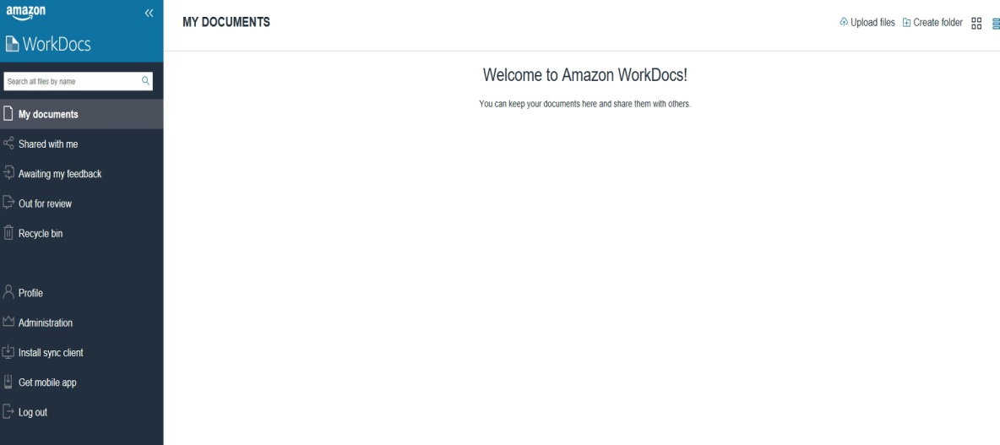 amazon
WorkDocs
Search all files by name
My documents
Shared with me
Awaiting my feedback
Out for review
Recycle bin
Profile
Administration
Install sync client
Get mobile app
Log out
MY DOCUMENTS
Upload files
Create folder
Welcome to Amazon WorkDocs!
You can keep your documents here and share them with others.